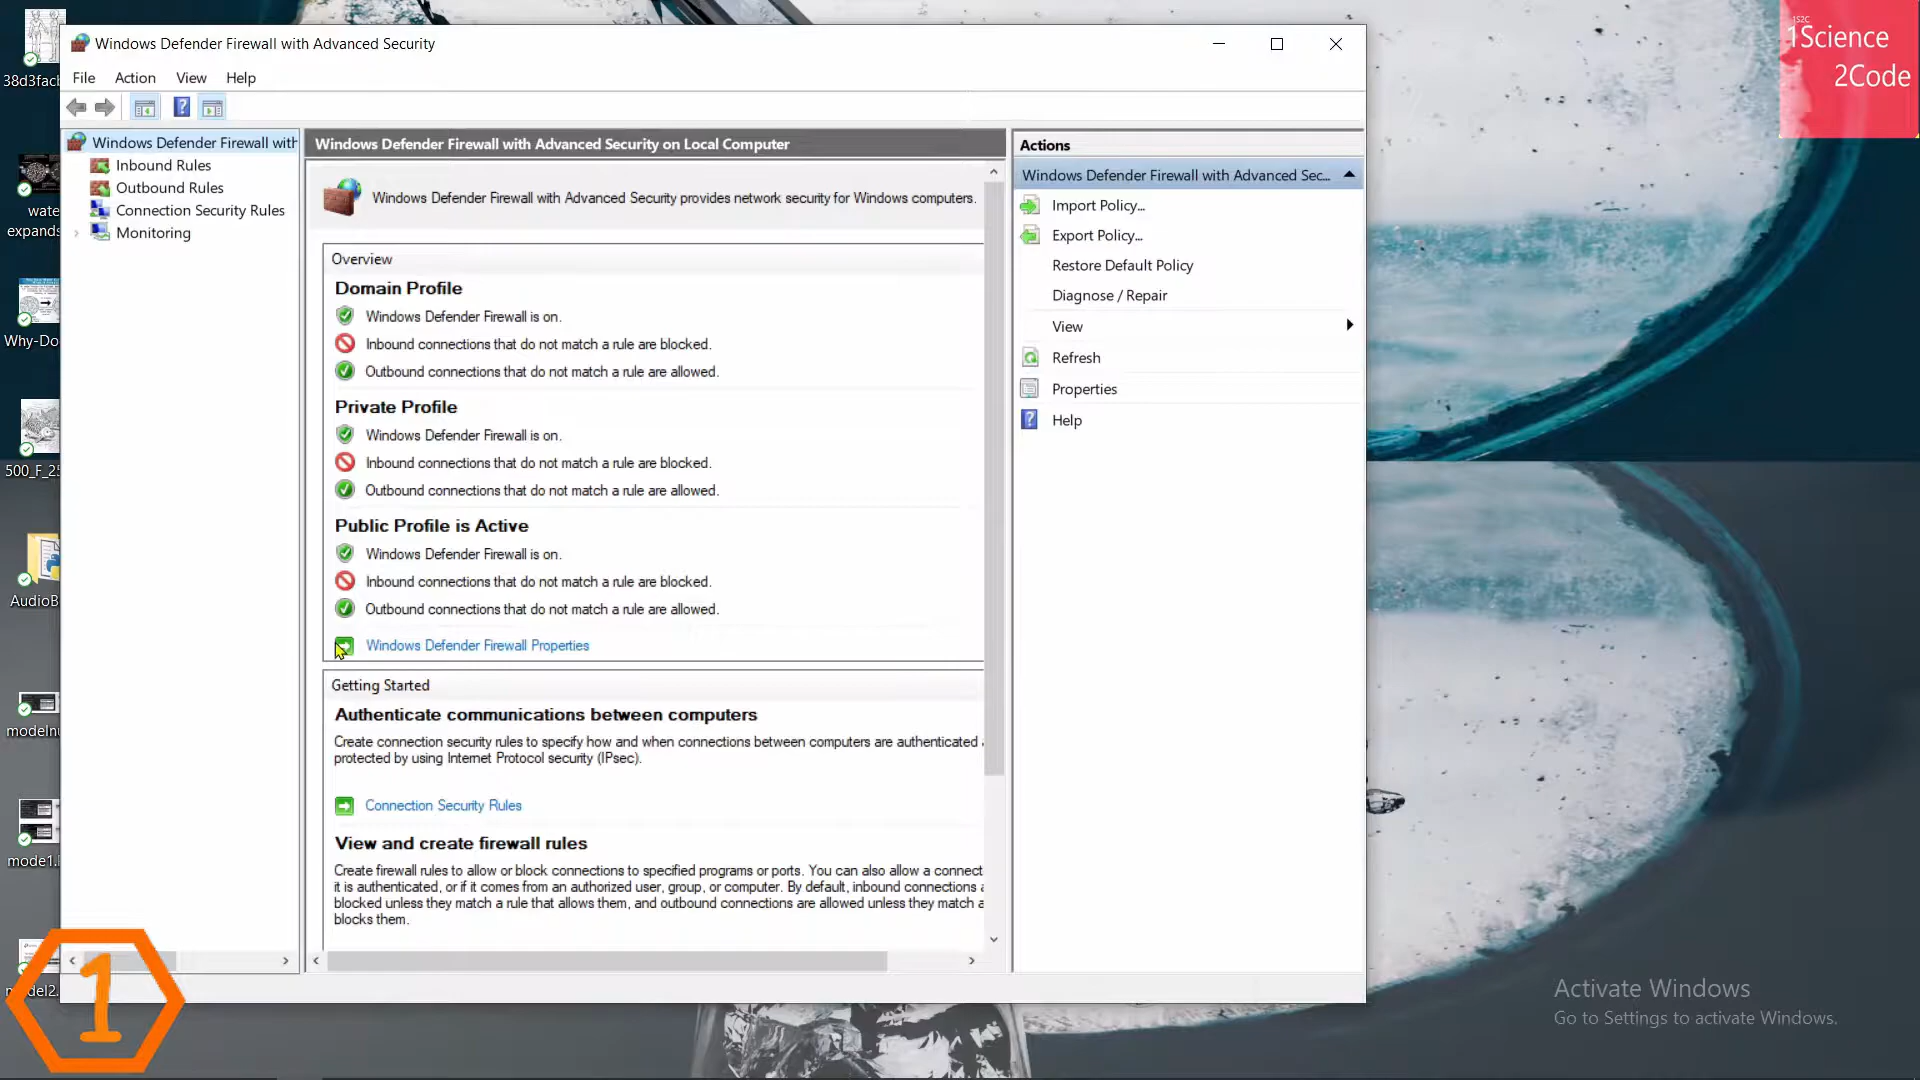 Windows Defender Firewall with Advanced Security
File Action View Help
Windows Defender Firewall with
Inbound Rules
Outbound Rules
Connection Security Rules
Monitoring
Windows Defender Firewall with Advanced Security on Local Computer
Windows Defender Firewall with Advanced Security provides network security for Windows computers.
Overview
Domain Profile
Windows Defender Firewall is on.
Inbound connections that do not match a rule are blocked.
Outbound connections that do not match a rule are allowed.
Private Profile
Windows Defender Firewall is on.
Inbound connections that do not match a rule are blocked.
Outbound connections that do not match a rule are allowed.
Public Profile is Active
Windows Defender Firewall is on.
Inbound connections that do not match a rule are blocked.
Outbound connections that do not match a rule are allowed.
Windows Defender Firewall Properties
Getting Started
Authenticate communications between computers
Create connection security rules to specify how and when connections between computers are authenticated
protected by using Internet Protocol security (IPsec).
Connection Security Rules
View and create firewall rules
Create firewall rules to allow or block connections to specified programs or ports. You can also allow a connect
it is authenticated, or if it comes from an authorized user, group, or computer. By default, inbound connections a
blocked unless they match a rule that allows them, and outbound connections are allowed unless they match a
blocks them.
Actions
Windows Defender Firewall with Advanced Sec...
Import Policy...
Export Policy...
Restore Default Policy
Diagnose / Repair
View
Refresh
Properties
Help
38d3fac
wate
expands
Why-Do
500_F_25
AudioB
modelnu
mode1.
del2.
1
1S2C
1Science
2Code
Activate Windows
Go to Settings to activate Windows.